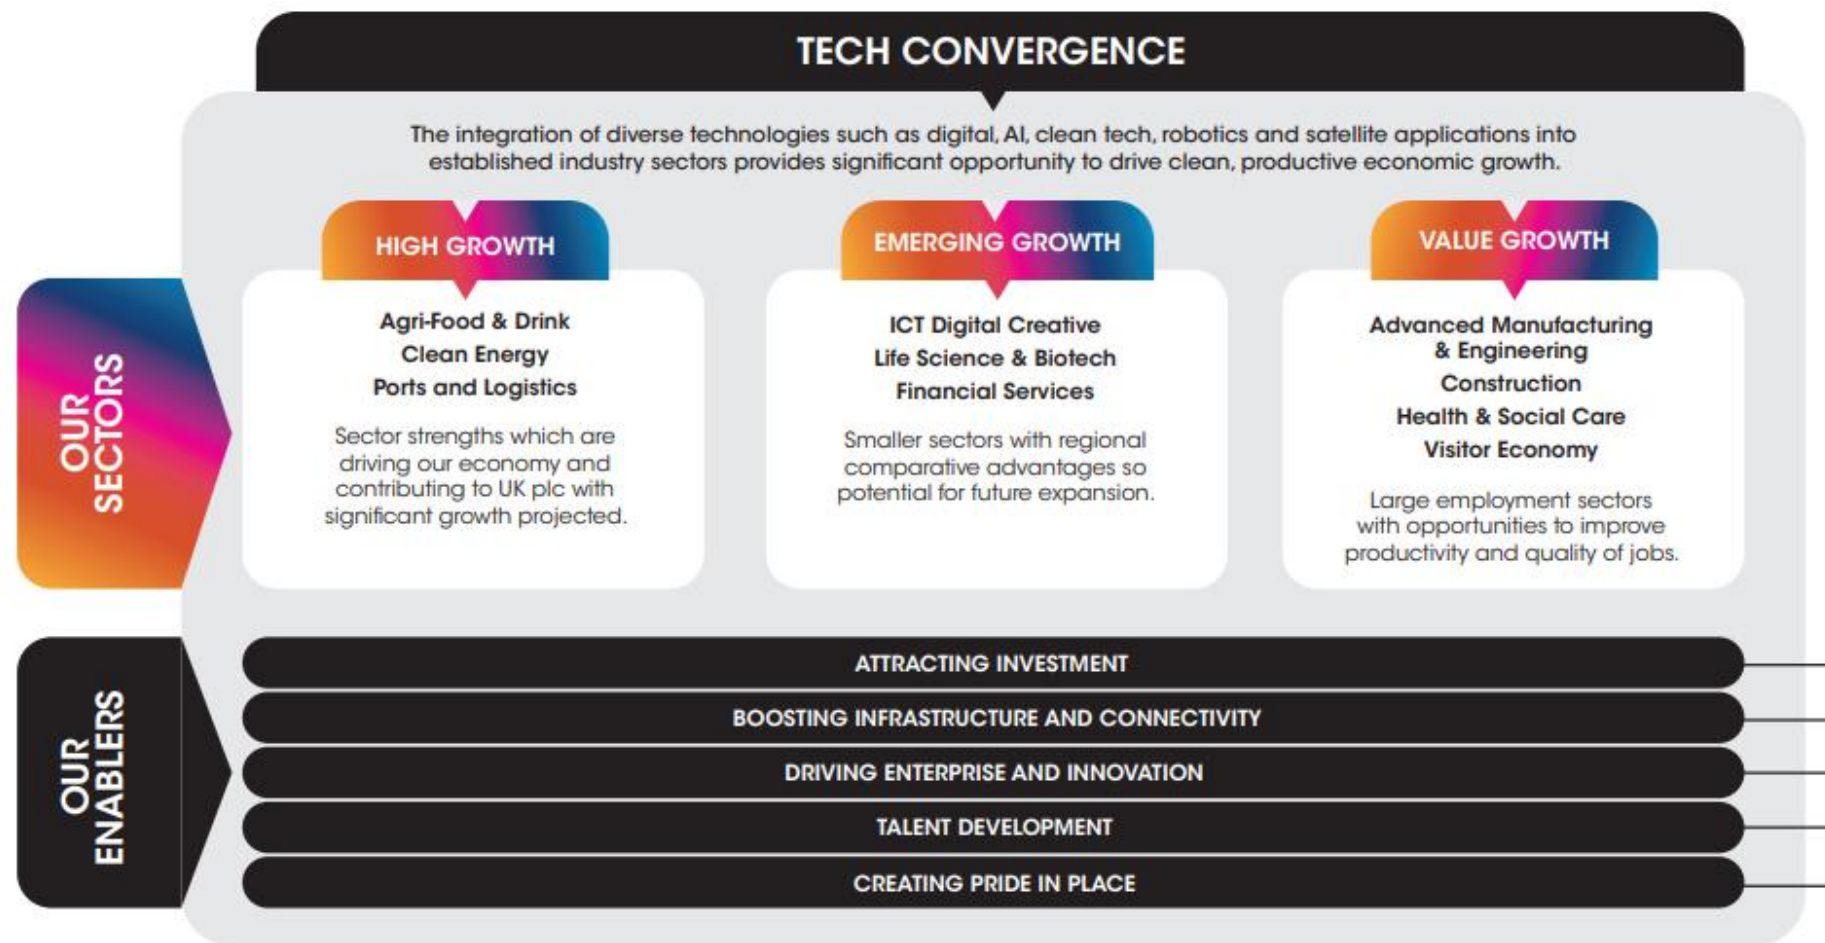 TECH CONVERGENCE
The integration of diverse technologies such as digital, AI, clean tech, robotics and satellite applications into
established industry sectors provides significant opportunity to drive clean, productive economic growth.
OUR
SECTORS
HIGH GROWTH
Agri-Food & Drink
Clean Energy
Ports and Logistics
Sector strengths which are
driving our economy and
contributing to UK plc with
significant growth projected.
EMERGING GROWTH
ICT Digital Creative
Life Science & Biotech
Financial Services
Smaller sectors with regional
comparative advantages so
potential for future expansion.
VALUE GROWTH
Advanced Manufacturing
& Engineering
Construction
Health & Social Care
Visitor Economy
Large employment sectors
with opportunities to improve
productivity and quality of jobs.
OUR
ENABLERS
ATTRACTING INVESTMENT
BOOSTING INFRASTRUCTURE AND CONNECTIVITY
DRIVING ENTERPRISE AND INNOVATION
TALENT DEVELOPMENT
CREATING PRIDE IN PLACE